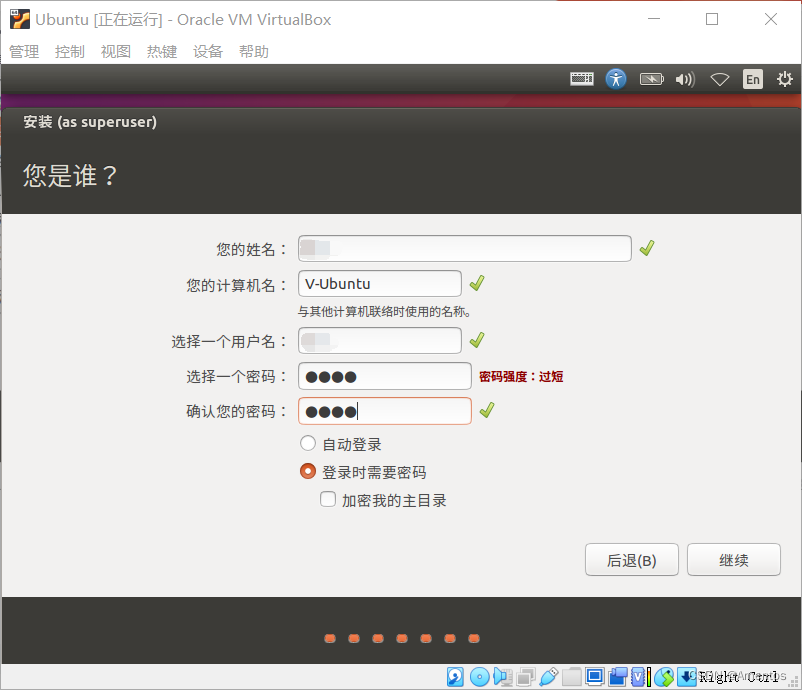 Ubuntu [正在运行] - Oracle VM VirtualBox
管理 控制 视图 热键 设备 帮助
En
安装 (as superuser)
您是谁？
您的姓名：
您的计算机名： V-Ubuntu
与其他计算机联络时使用的名称。
选择一个用户名：
选择一个密码： ●●●● 密码强度：过短
确认您的密码： ●●●●
自动登录
登录时需要密码
加密我的主目录
后退(B) 继续
Right Ctrl